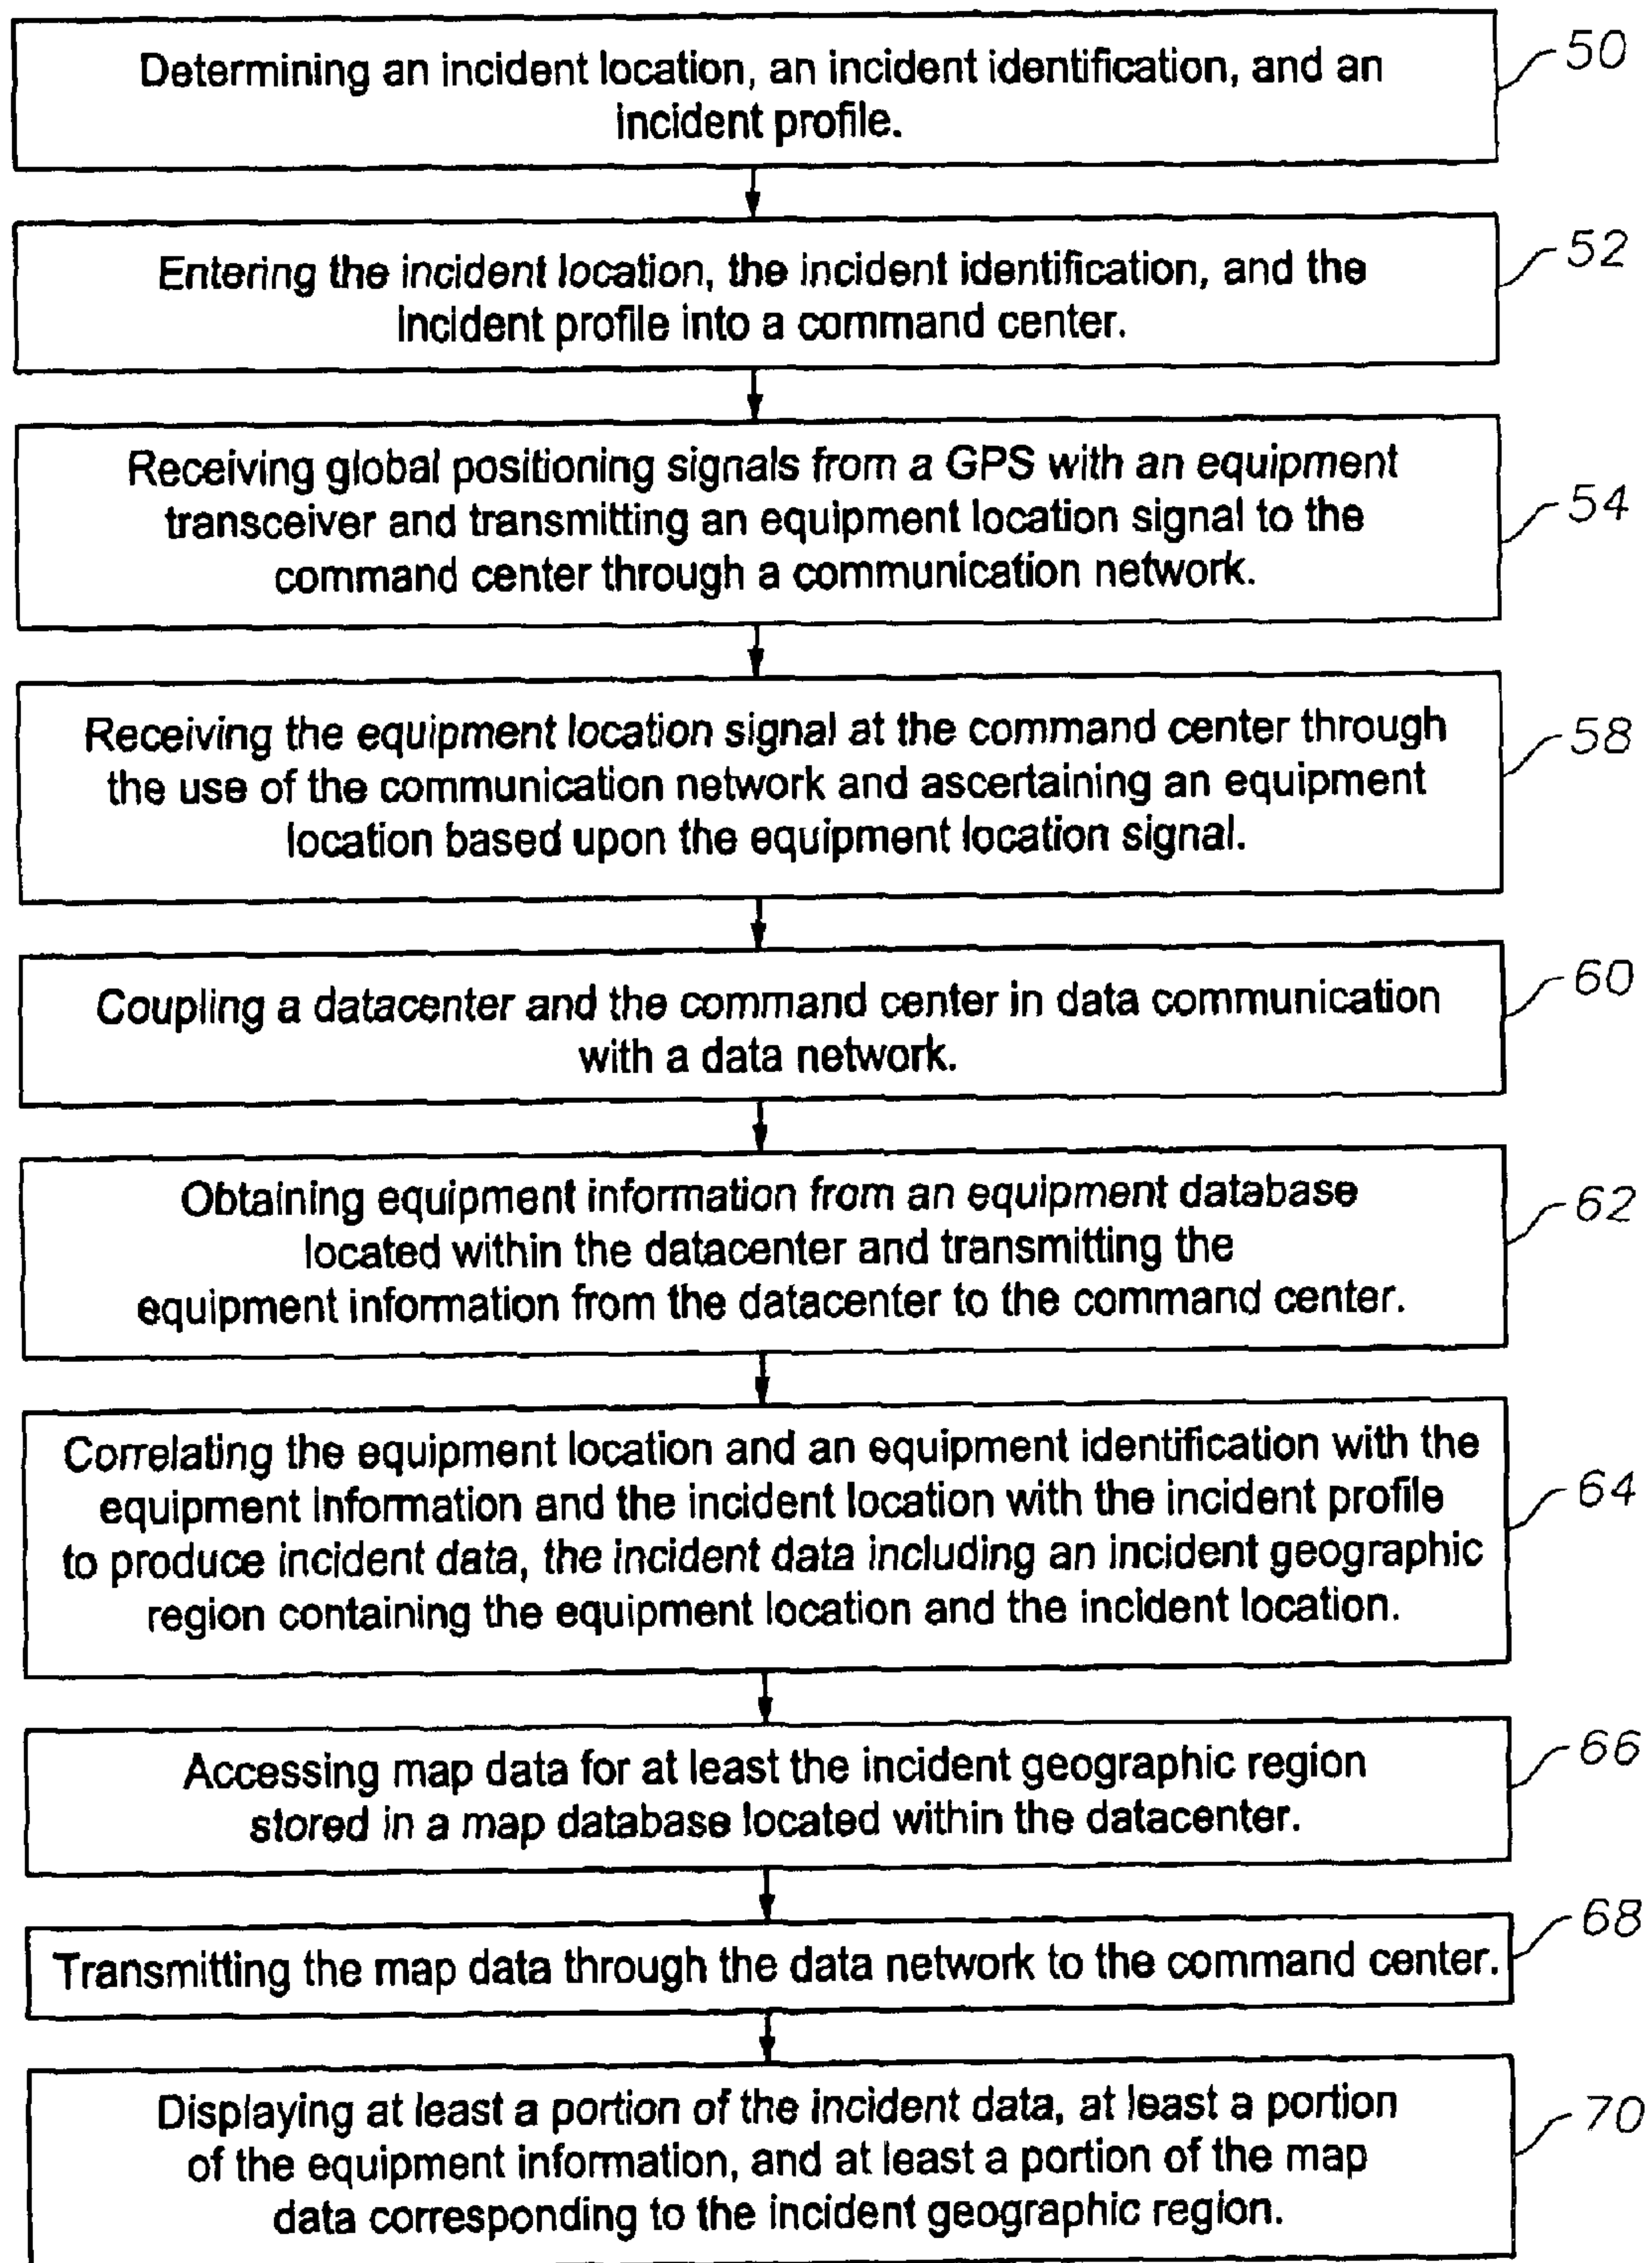 Determining an incident location, an incident identification, and an
incident profile.
50
Entering the incident location, the incident identification, and the
incident profile into a command center.
52
Receiving global positioning signals from a GPS with an equipment
transceiver and transmitting an equipment location signal to the
command center through a communication network.
54
Receiving the equipment location signal at the command center through
the use of the communication network and ascertaining an equipment
location based upon the equipment location signal.
58
Coupling a datacenter and the command center in data communication
with a data network.
60
Obtaining equipment information from an equipment database
located within the datacenter and transmitting the
equipment information from the datacenter to the command center.
62
Correlating the equipment location and an equipment identification with the
equipment information and the incident location with the incident profile
to produce incident data, the incident data including an incident geographic
region containing the equipment location and the incident location.
64
Accessing map data for at least the incident geographic region
stored in a map database located within the datacenter.
66
Transmitting the map data through the data network to the command center.
68
Displaying at least a portion of the incident data, at least a portion
of the equipment information, and at least a portion of the map
data corresponding to the incident geographic region.
70